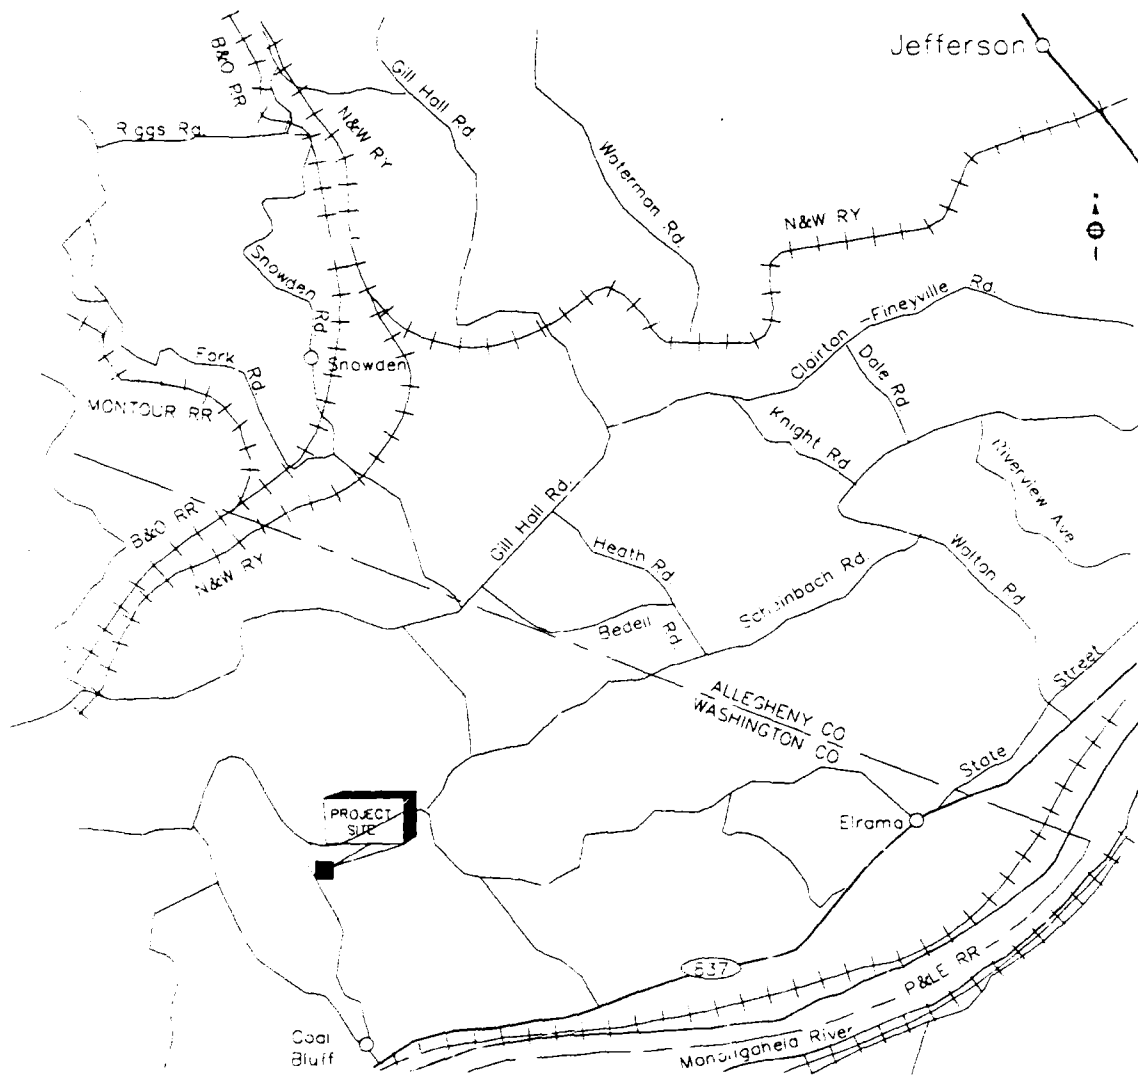 Jefferson
B&O RR
N&W RY
Gill Hall Rd.
Riggs Rd.
Waterman Rd.
N&W RY
Snowden Rd
Clairton -Fineyville Rd.
Fork Rd.
Snowden
Dale Rd
MONTOUR RR
Knight Rd
Riverview Ave
B&O RR
N&W RY
Gill Hall Rd.
Heath Rd
Bedell Rd.
Scheinbach Rd.
Walton Rd.
ALLEGHENY CO
WASHINGTON CO
State Street
PROJECT
SITE
Elrama
837
P&LE RR
Monongahela River
Coal
Bluff